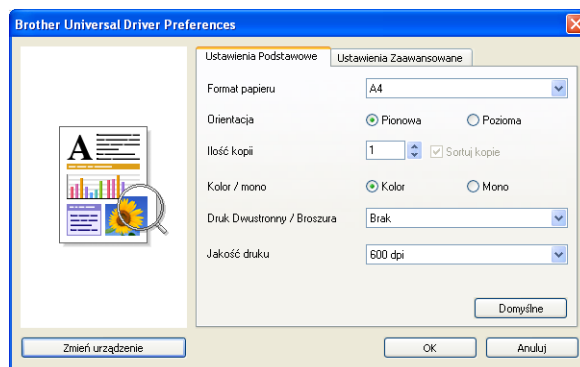 Brother Universal Driver Preferences
Ustawienia Podstawowe Ustawienia Zaawansowane
Format papieru A4
Orientacja Pionowa Pozioma
Ilość kopii 1 Sortuj kopie
Kolor / mono Kolor Mono
Druk Dwustronny / Broszura Brak
Jakość druku 600 dpi
A
Domyślne
Zmień urządzenie OK Anuluj